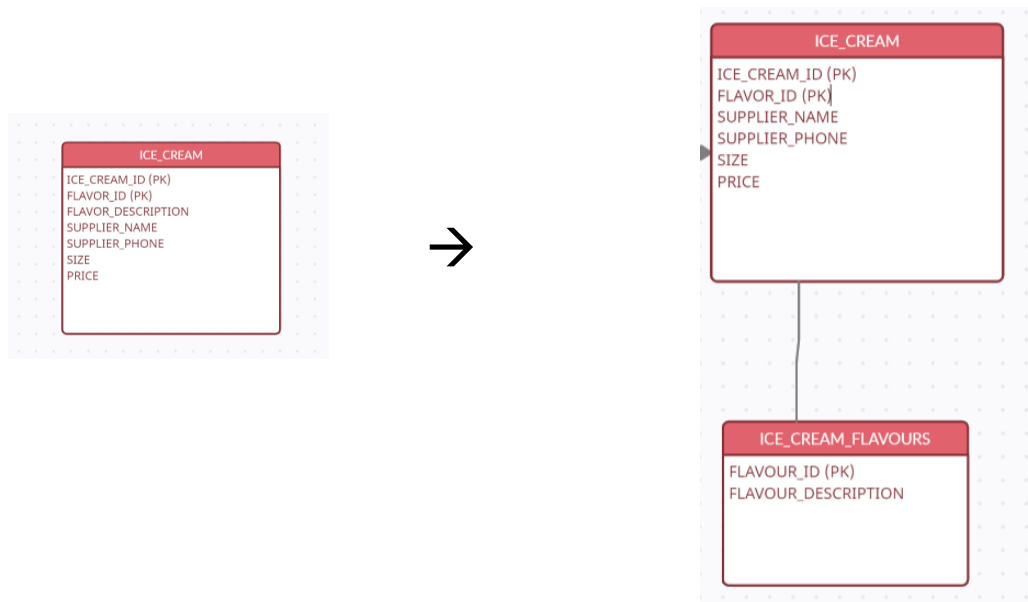 ICE_CREAM
ICE_CREAM_ID (PK)
FLAVOR_ID (PK)
FLAVOR_DESCRIPTION
SUPPLIER_NAME
SUPPLIER_PHONE
SIZE
PRICE
ICE_CREAM
ICE_CREAM_ID (PK)
FLAVOR_ID (PK)
SUPPLIER_NAME
SUPPLIER_PHONE
SIZE
PRICE
ICE_CREAM_FLAVOURS
FLAVOUR_ID (PK)
FLAVOUR_DESCRIPTION